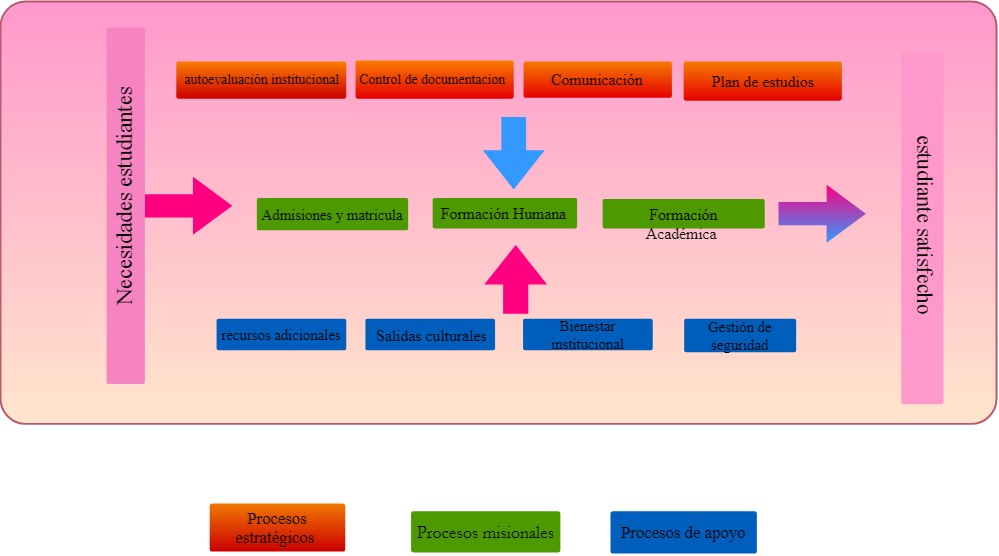 Necesidades estudiantes
autoevaluación institucional
Control de documentacion
Comunicación
Plan de estudios
Admisiones y matricula
Formación Humana
Formación
Académica
recursos adicionales
Salidas culturales
Bienestar
institucional
Gestión de
seguridad
estudiante satisfecho
Procesos
estratégicos
Procesos misionales
Procesos de apoyo